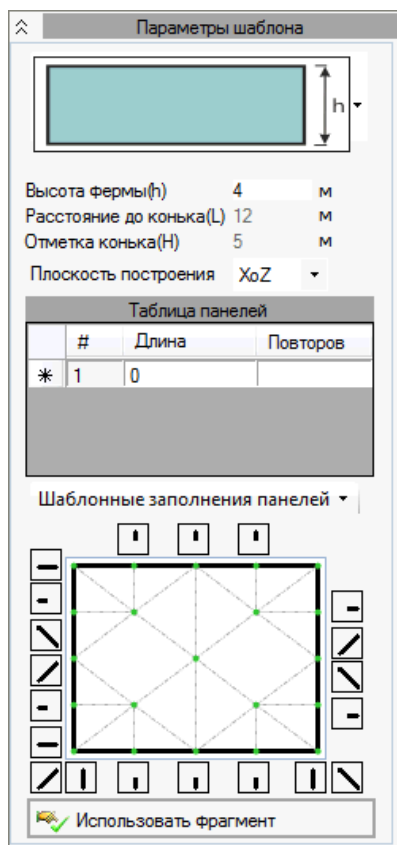 Параметры шаблона
h
Высота фермы(h) 4 м
Расстояние до конька(L) 12 м
Отметка конька(H) 5 м
Плоскость построения XoZ
Таблица панелей
# Длина Повторов
1 0
Шаблонные заполнения панелей
Использовать фрагмент